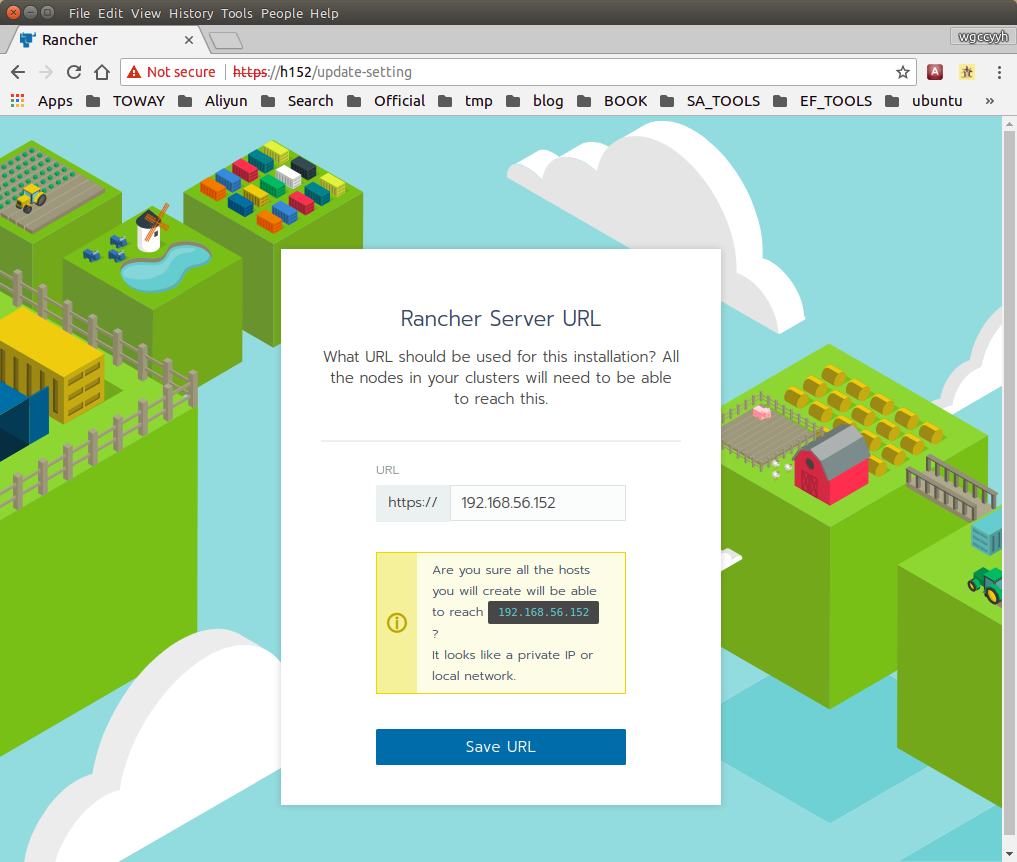 File Edit View History Tools People Help
Rancher
wgccyyh
Not secure https://h152/update-setting
A
Apps TOWAY Aliyun Search Official tmp blog BOOK SA_TOOLS EF_TOOLS ubuntu »
Rancher Server URL
What URL should be used for this installation? All
the nodes in your clusters will need to be able
to reach this.
URL
https:// 192.168.56.152
Are you sure all the hosts
you will create will be able
to reach 192.168.56.152
?
It looks like a private IP or
local network.
Save URL